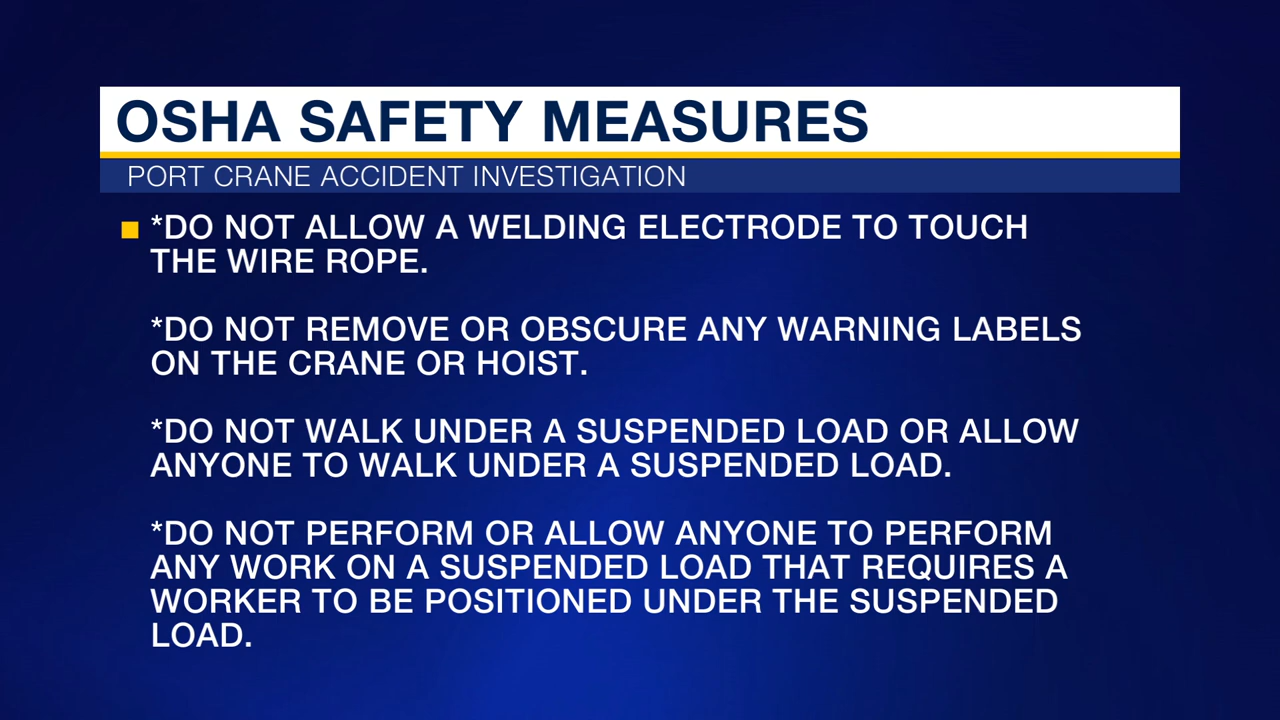 OSHA SAFETY MEASURES
PORT CRANE ACCIDENT INVESTIGATION
*DO NOT ALLOW A WELDING ELECTRODE TO TOUCH
THE WIRE ROPE.
*DO NOT REMOVE OR OBSCURE ANY WARNING LABELS
ON THE CRANE OR HOIST.
*DO NOT WALK UNDER A SUSPENDED LOAD OR ALLOW
ANYONE TO WALK UNDER A SUSPENDED LOAD.
*DO NOT PERFORM OR ALLOW ANYONE TO PERFORM
ANY WORK ON A SUSPENDED LOAD THAT REQUIRES A
WORKER TO BE POSITIONED UNDER THE SUSPENDED
LOAD.